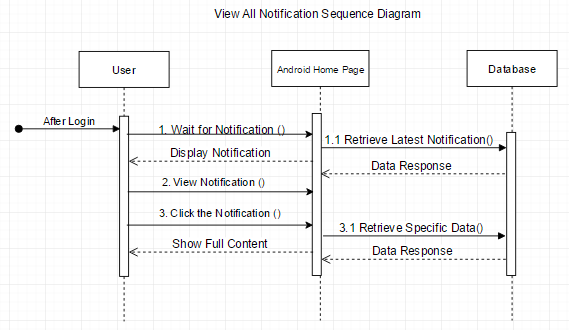 View All Notification Sequence Diagram
User
Android Home Page
Database
After Login
1. Wait for Notification ()
1.1 Retrieve Latest Notification()
Display Notification
Data Response
2. View Notification ()
3. Click the Notification ()
3.1 Retrieve Specific Data()
Show Full Content
Data Response